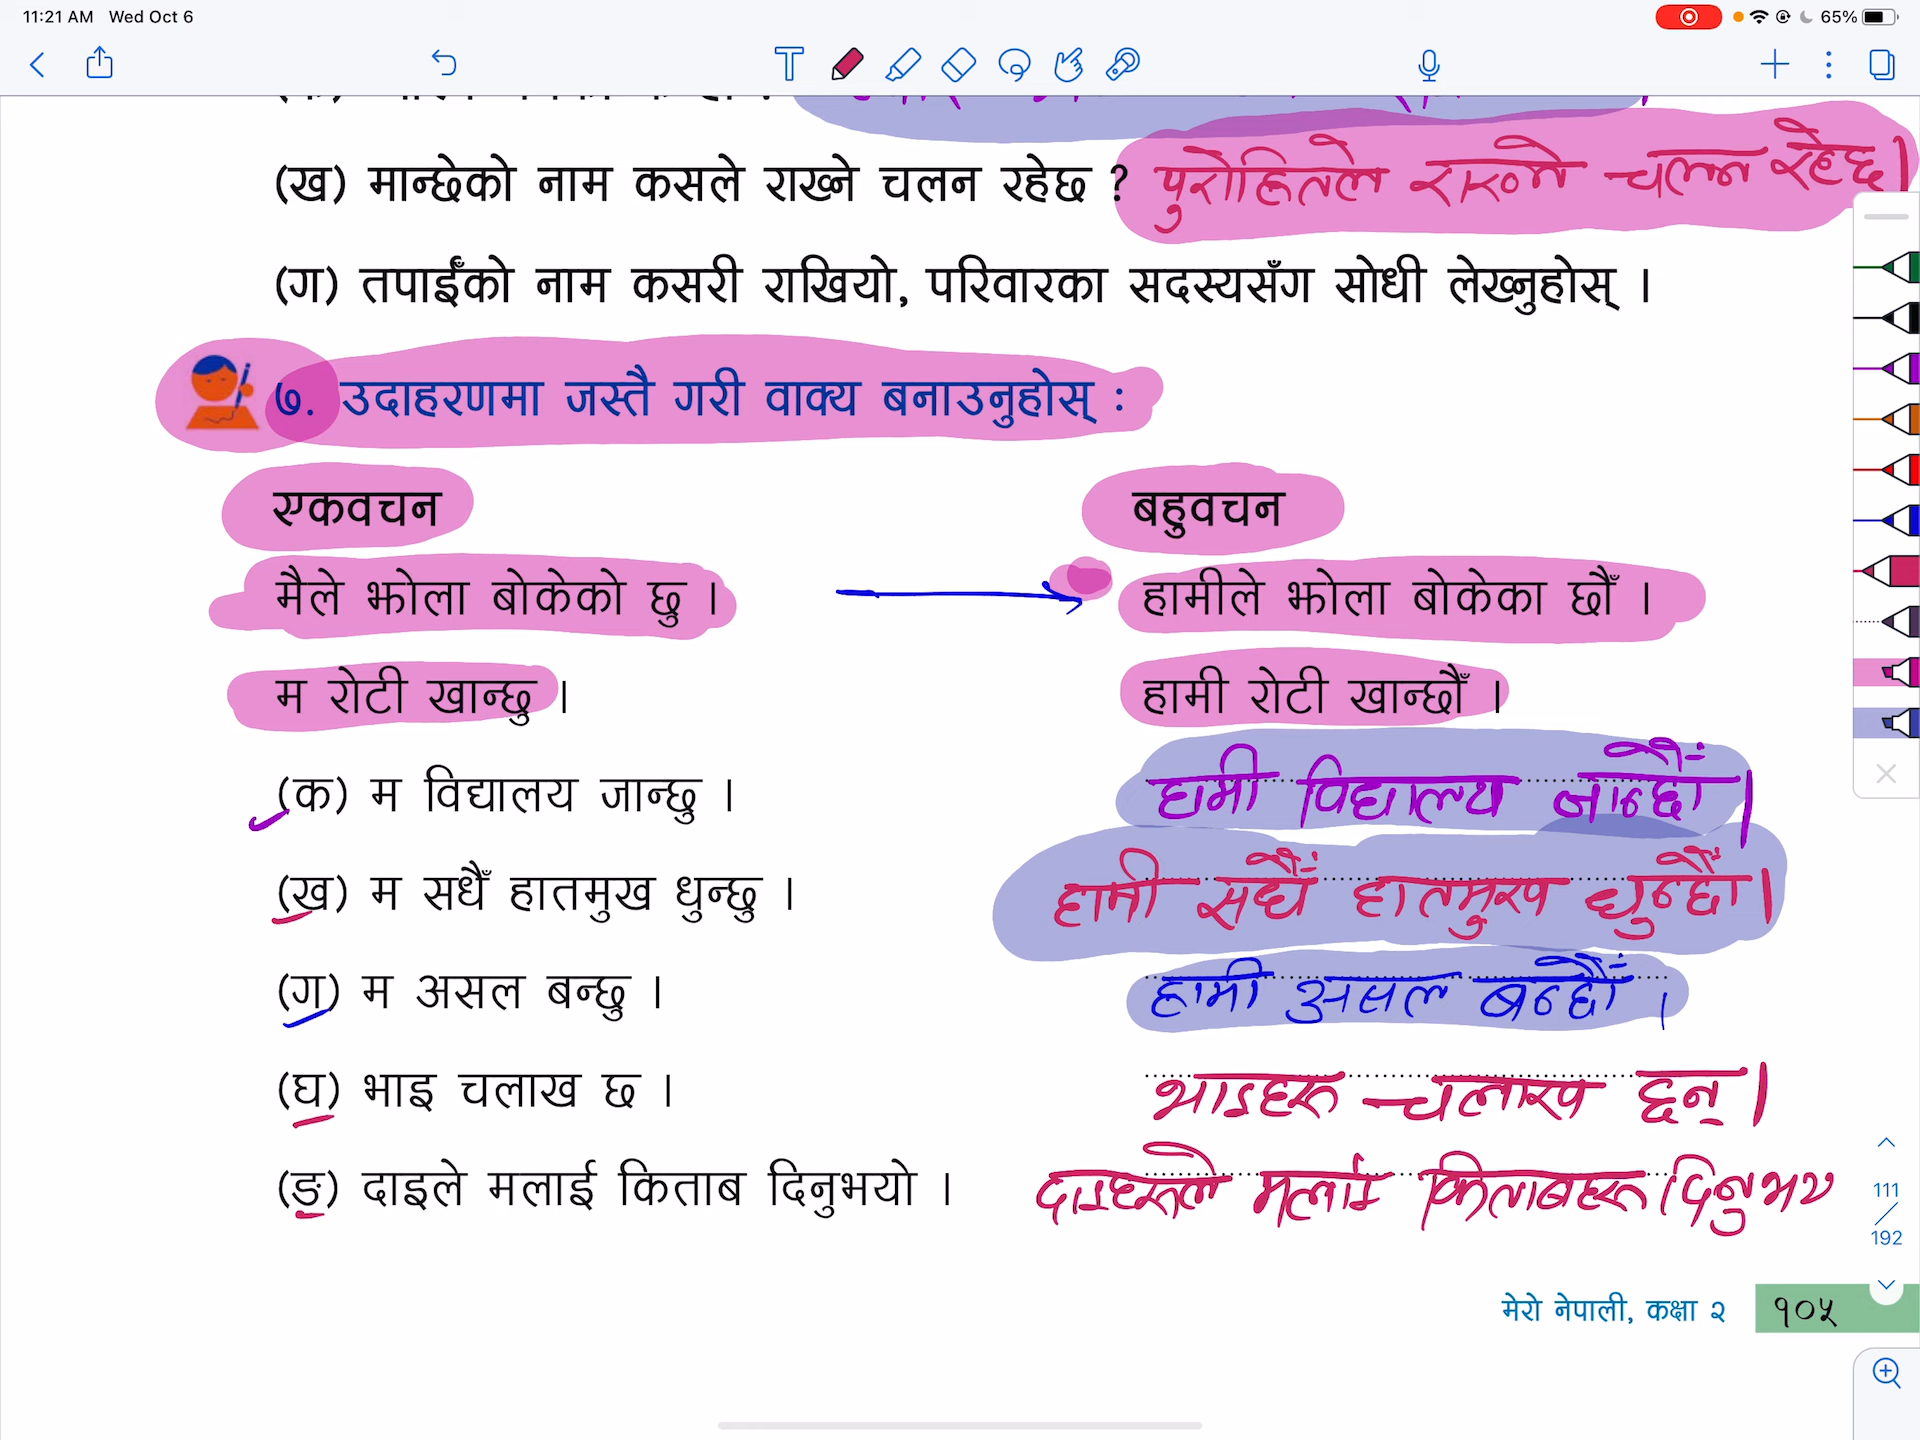 11:21 AM Wed Oct 6 65%
(ख) मान्छेको नाम कसले राख्ने चलन रहेछ ? पुरोहितले राख्ने चलन रहेछ।
(ग) तपाईँको नाम कसरी राखियो, परिवारका सदस्यसँग सोधी लेख्नुहोस् ।
७. उदाहरणमा जस्तै गरी वाक्य बनाउनुहोस् :
एकवचन बहुवचन
मैले झोला बोकेको छु । हामीले झोला बोकेका छौँ ।
म रोटी खान्छु । हामी रोटी खान्छौँ ।
(क) म विद्यालय जान्छु । हामी विद्यालय जान्छौँ।
(ख) म सधैँ हातमुख धुन्छु । हामी सधैँ हातमुख धुन्छौँ।
(ग) म असल बन्छु । हामी असल बन्छौँ ।
(घ) भाइ चलाख छ । भाइहरू चलाख छन्।
(ङ) दाइले मलाई किताब दिनुभयो । दाइहरूले मलाई किताबहरू दिनुभय
111
/
192
मेरो नेपाली, कक्षा २ १०५